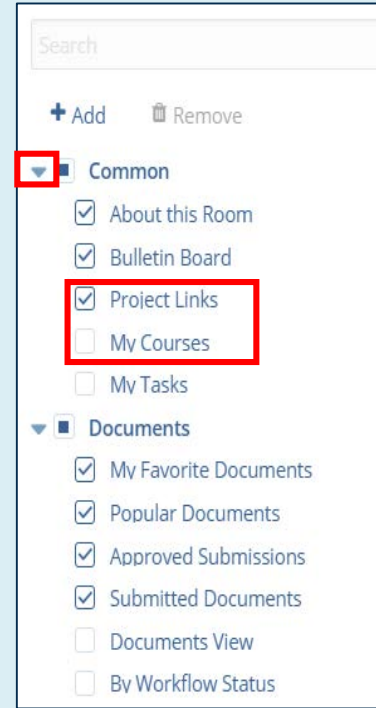 Search
Add Remove
Common
About this Room
Bulletin Board
Project Links
My Courses
My Tasks
Documents
My Favorite Documents
Popular Documents
Approved Submissions
Submitted Documents
Documents View
By Workflow Status